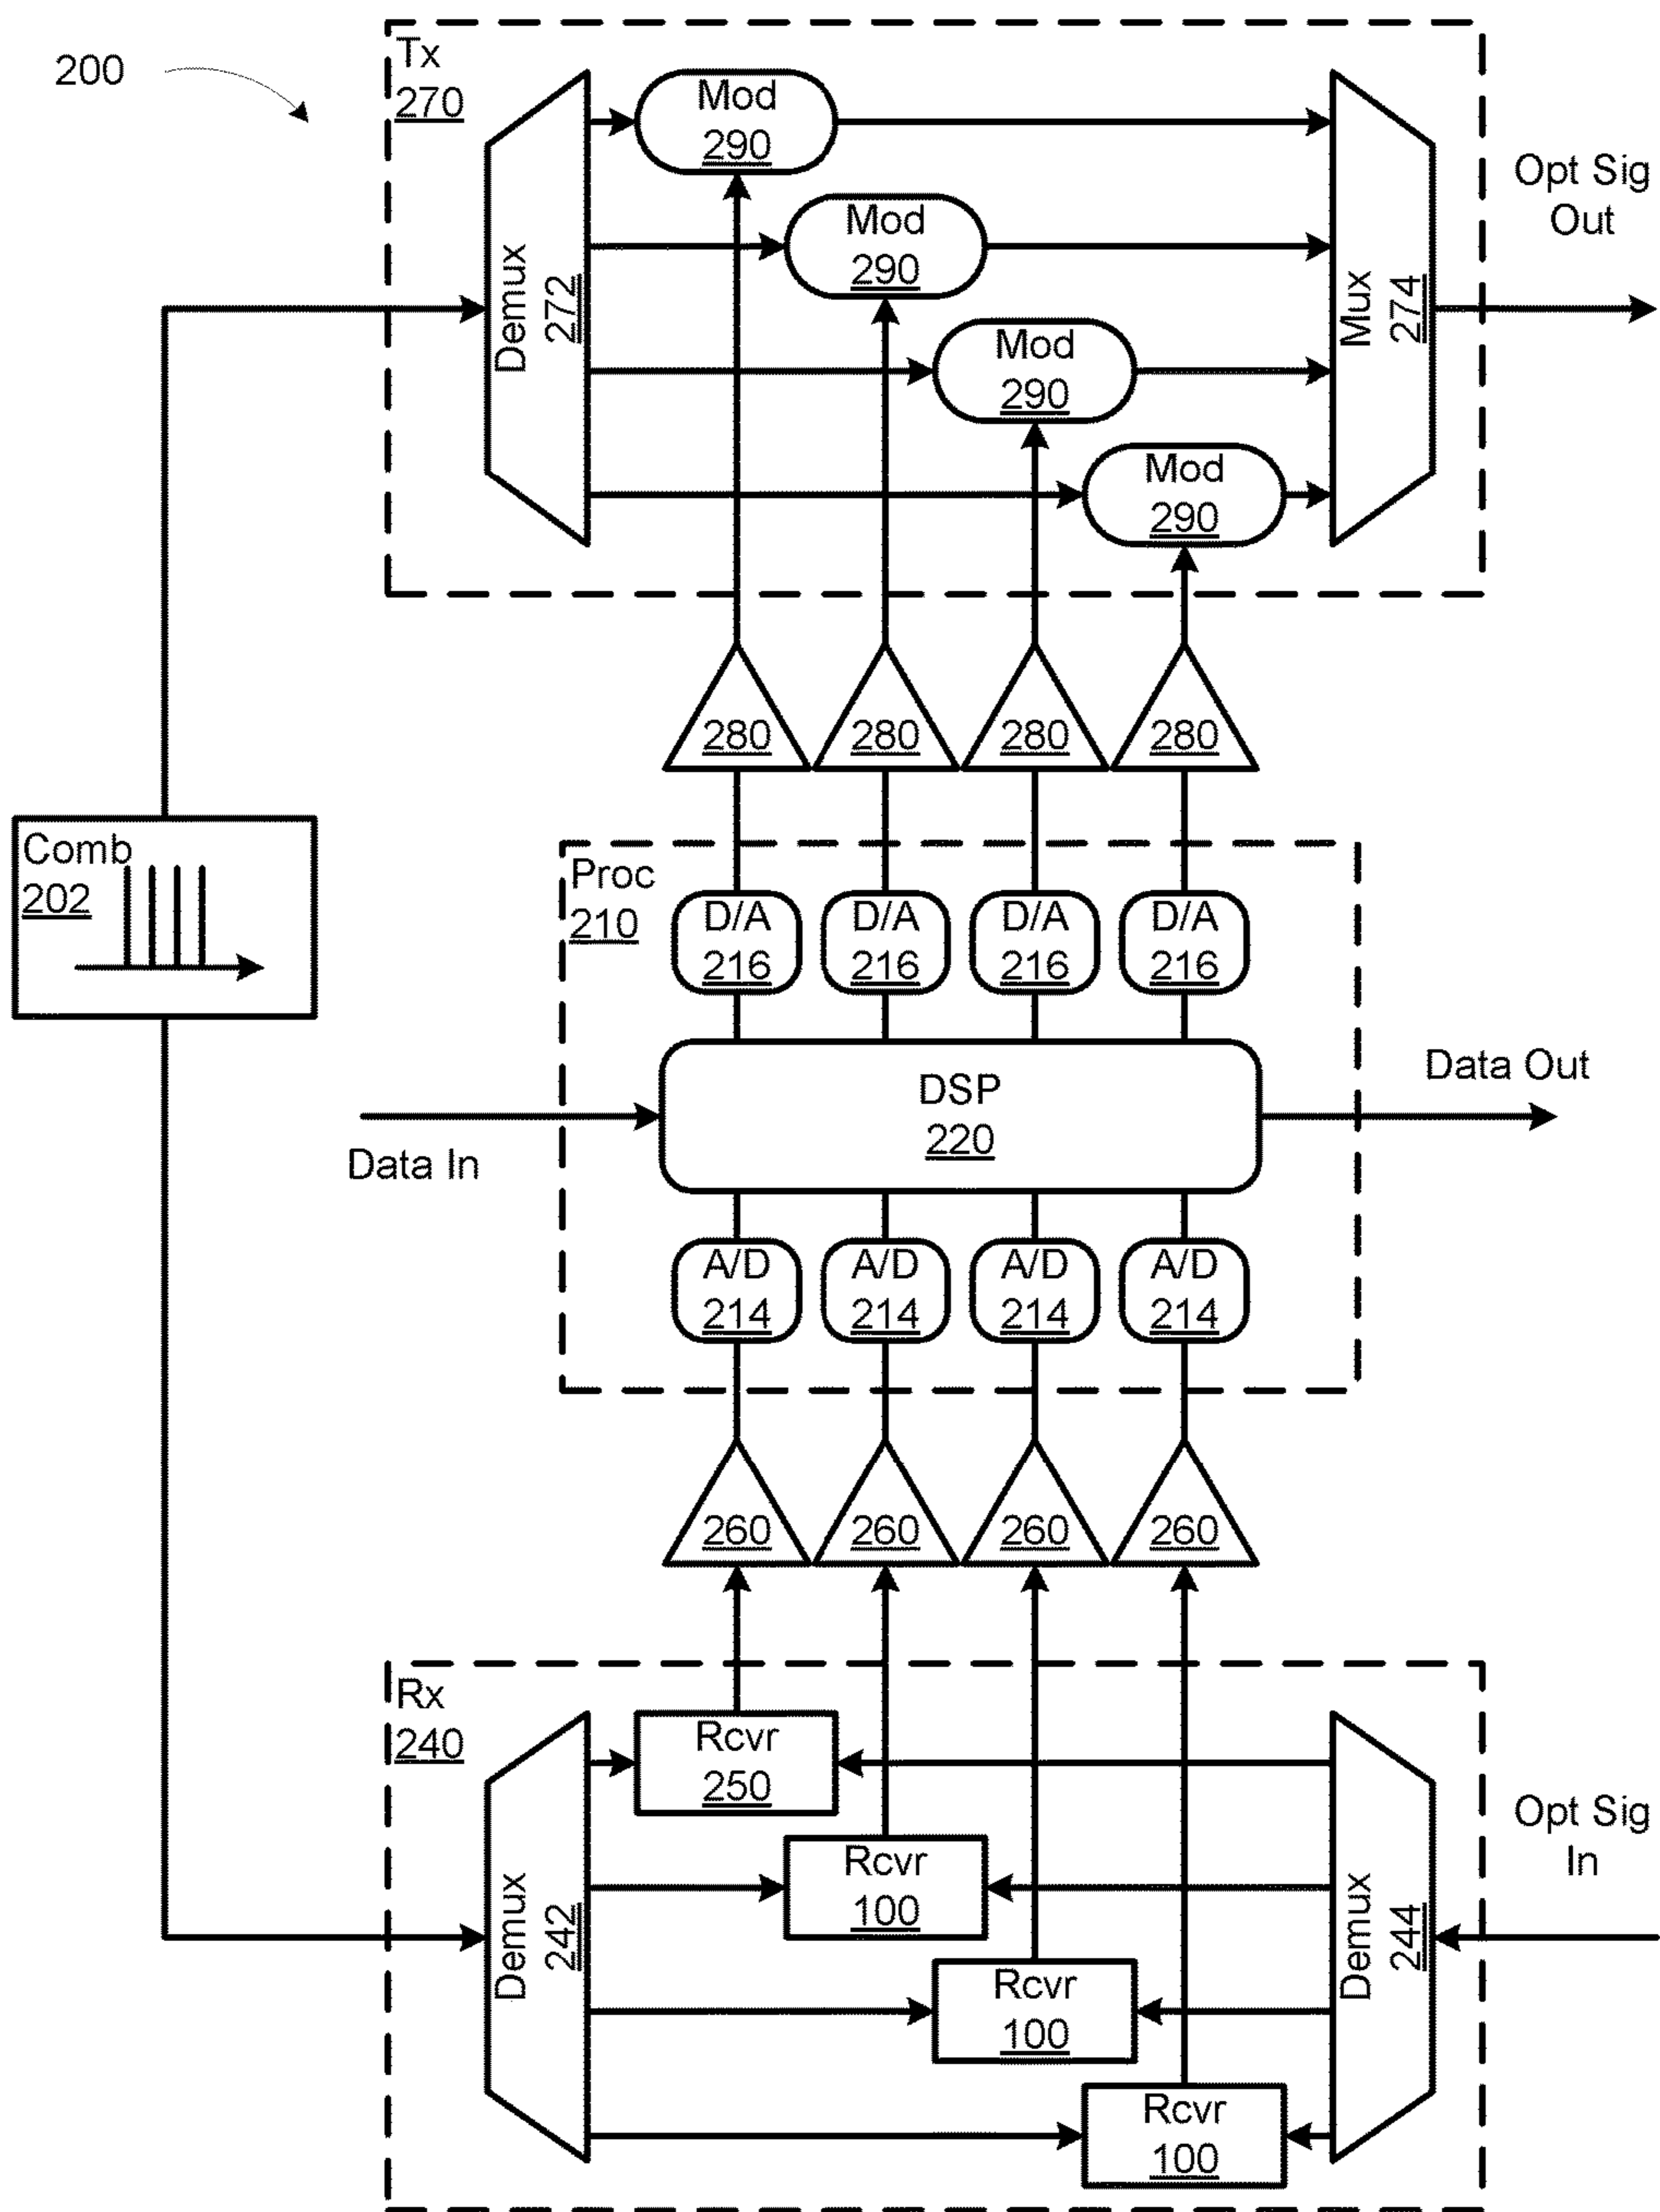 200
Tx
270
Mod
290
Mod
290
Mod
290
Mod
290
Demux
272
Mux
274
Opt Sig
Out
280 280 280 280
Comb
202
Proc
210
D/A D/A D/A D/A
216 216 216 216
DSP
220
Data In
Data Out
A/D A/D A/D A/D
214 214 214 214
260 260 260 260
Rx
240
Rcvr
250
Rcvr
100
Rcvr
100
Rcvr
100
Demux
242
Demux
244
Opt Sig
In